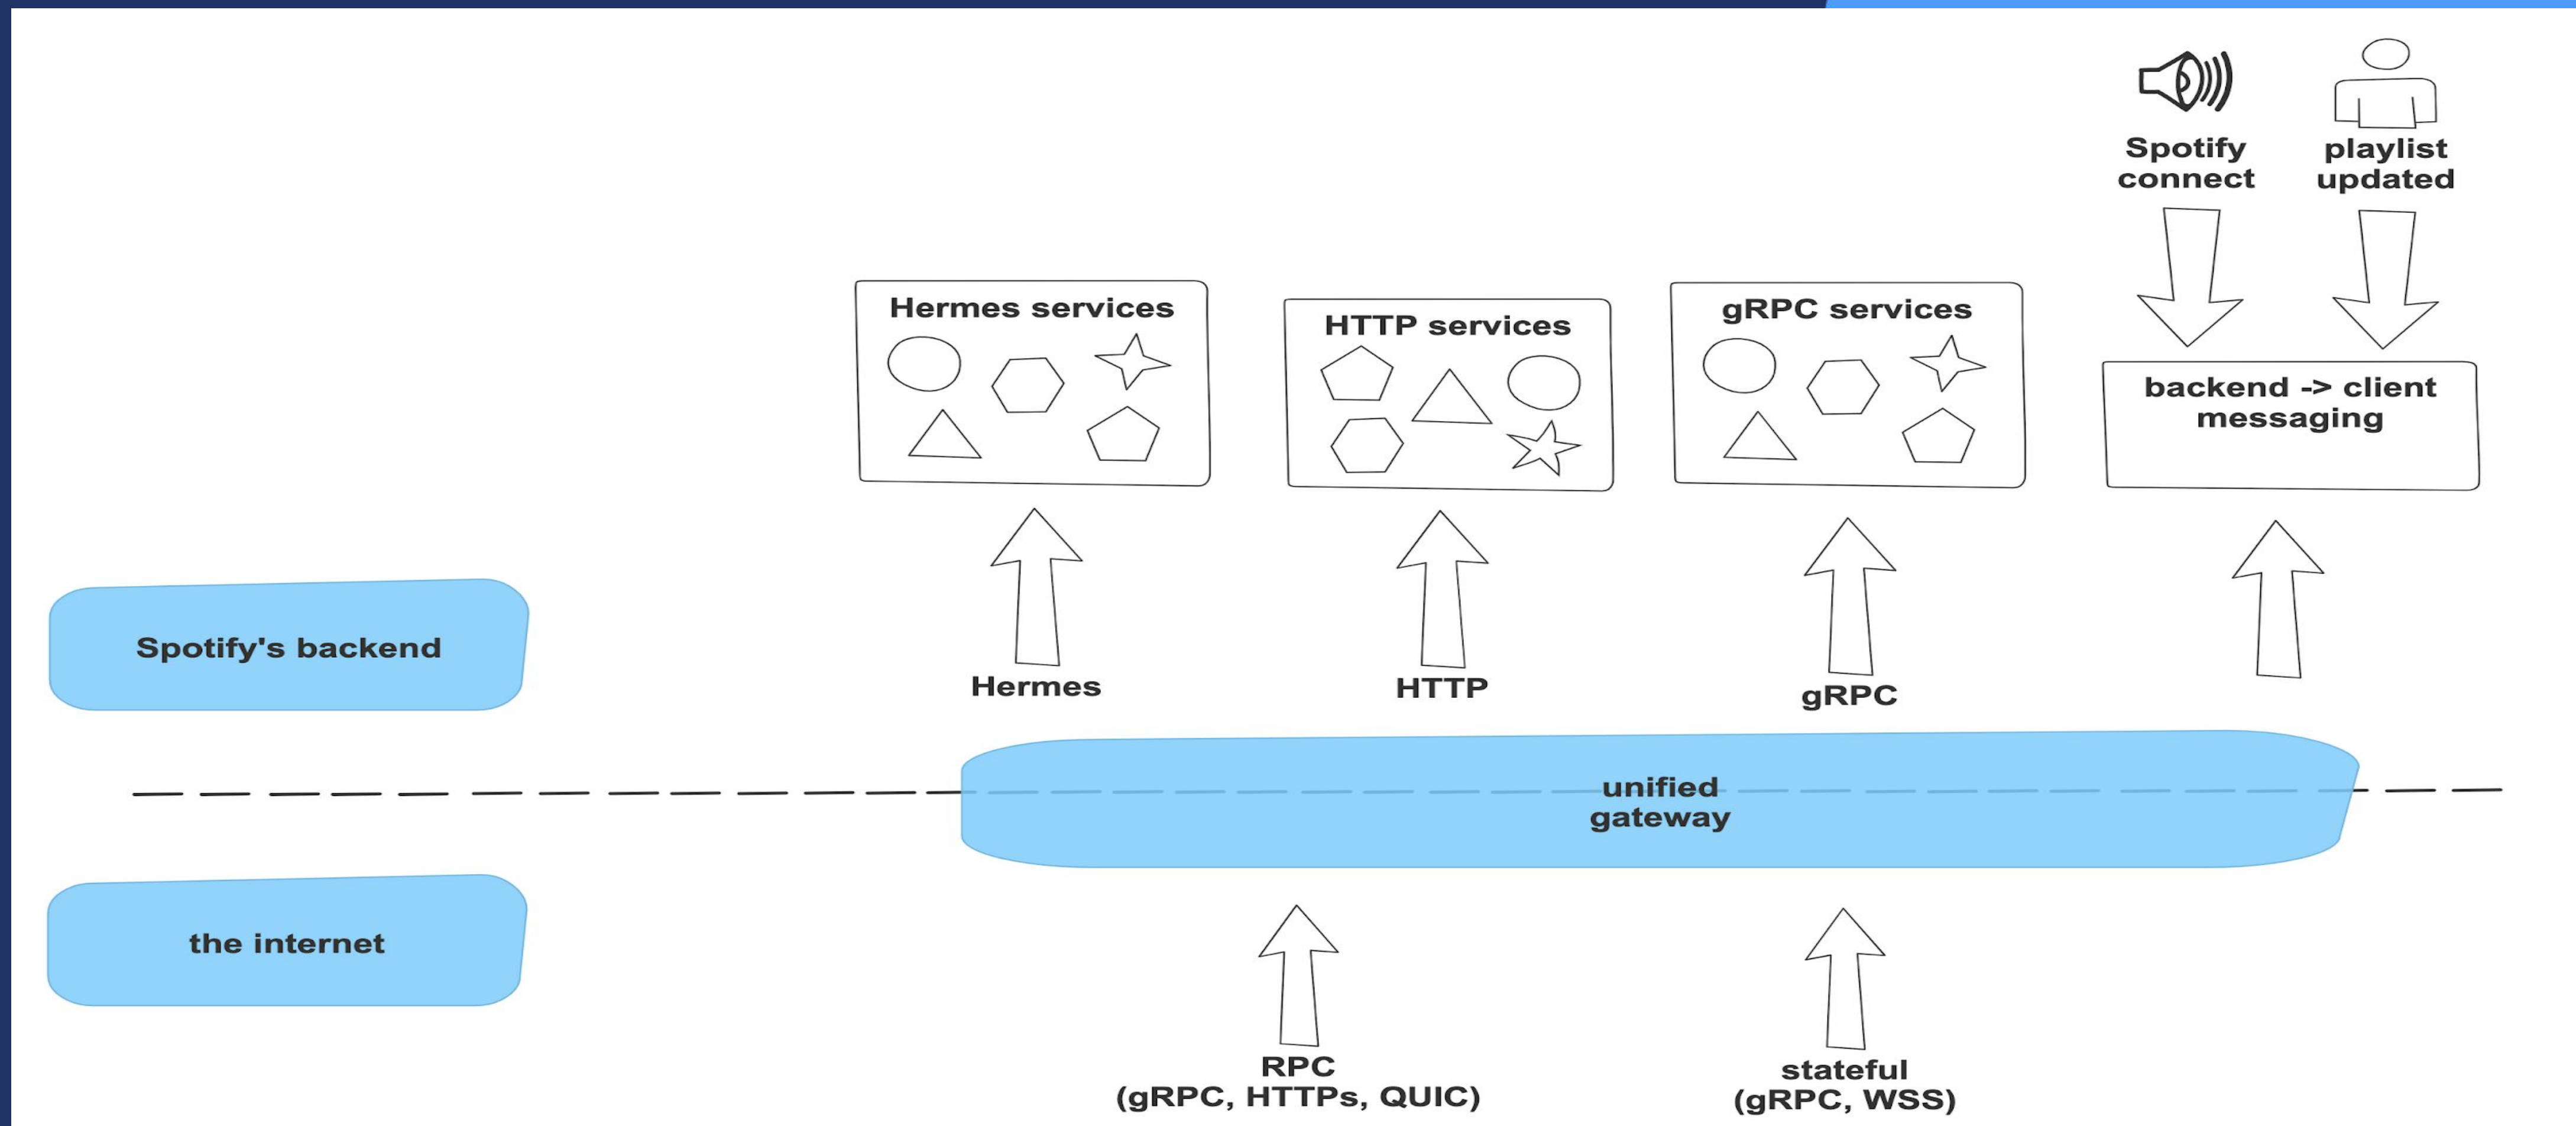 Spotify
connect
playlist
updated
Hermes services
HTTP services
gRPC services
backend -> client
messaging
Spotify's backend
Hermes
HTTP
gRPC
unified
gateway
the internet
RPC
(gRPC, HTTPs, QUIC)
stateful
(gRPC, WSS)